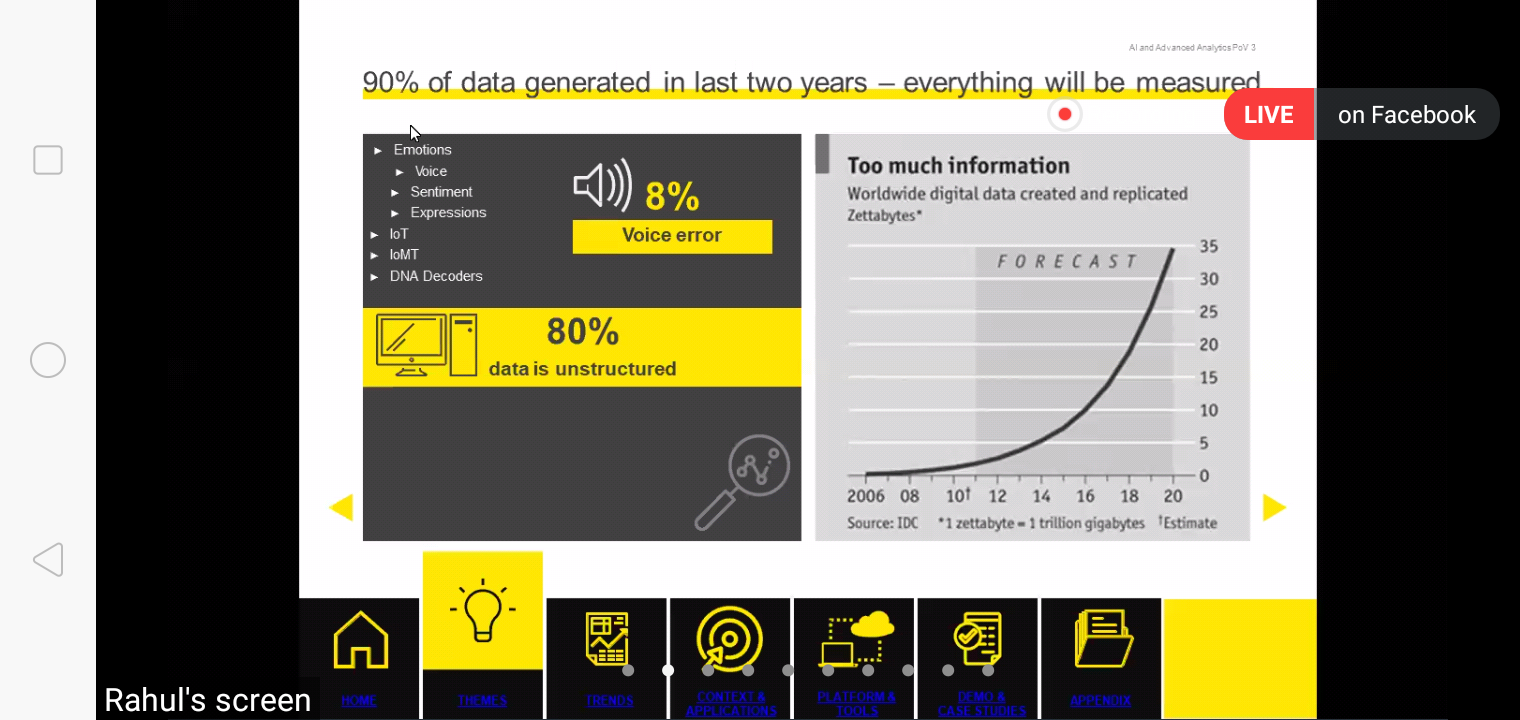 AI and Advanced Analytics PoV 3
90% of data generated in last two years – everything will be measured
LIVE on Facebook
► Emotions
► Voice
► Sentiment
► Expressions
► IoT
► IoMT
► DNA Decoders
8%
Voice error
80%
data is unstructured
Too much information
Worldwide digital data created and replicated
Zettabytes*
FORECAST
35
30
25
20
15
10
5
0
2006 08 10† 12 14 16 18 20
Source: IDC *1 zettabyte = 1 trillion gigabytes †Estimate
HOME
THEMES
TRENDS
CONTEXT &
APPLICATIONS
PLATFORM &
TOOLS
DEMO &
CASE STUDIES
APPENDIX
Rahul's screen